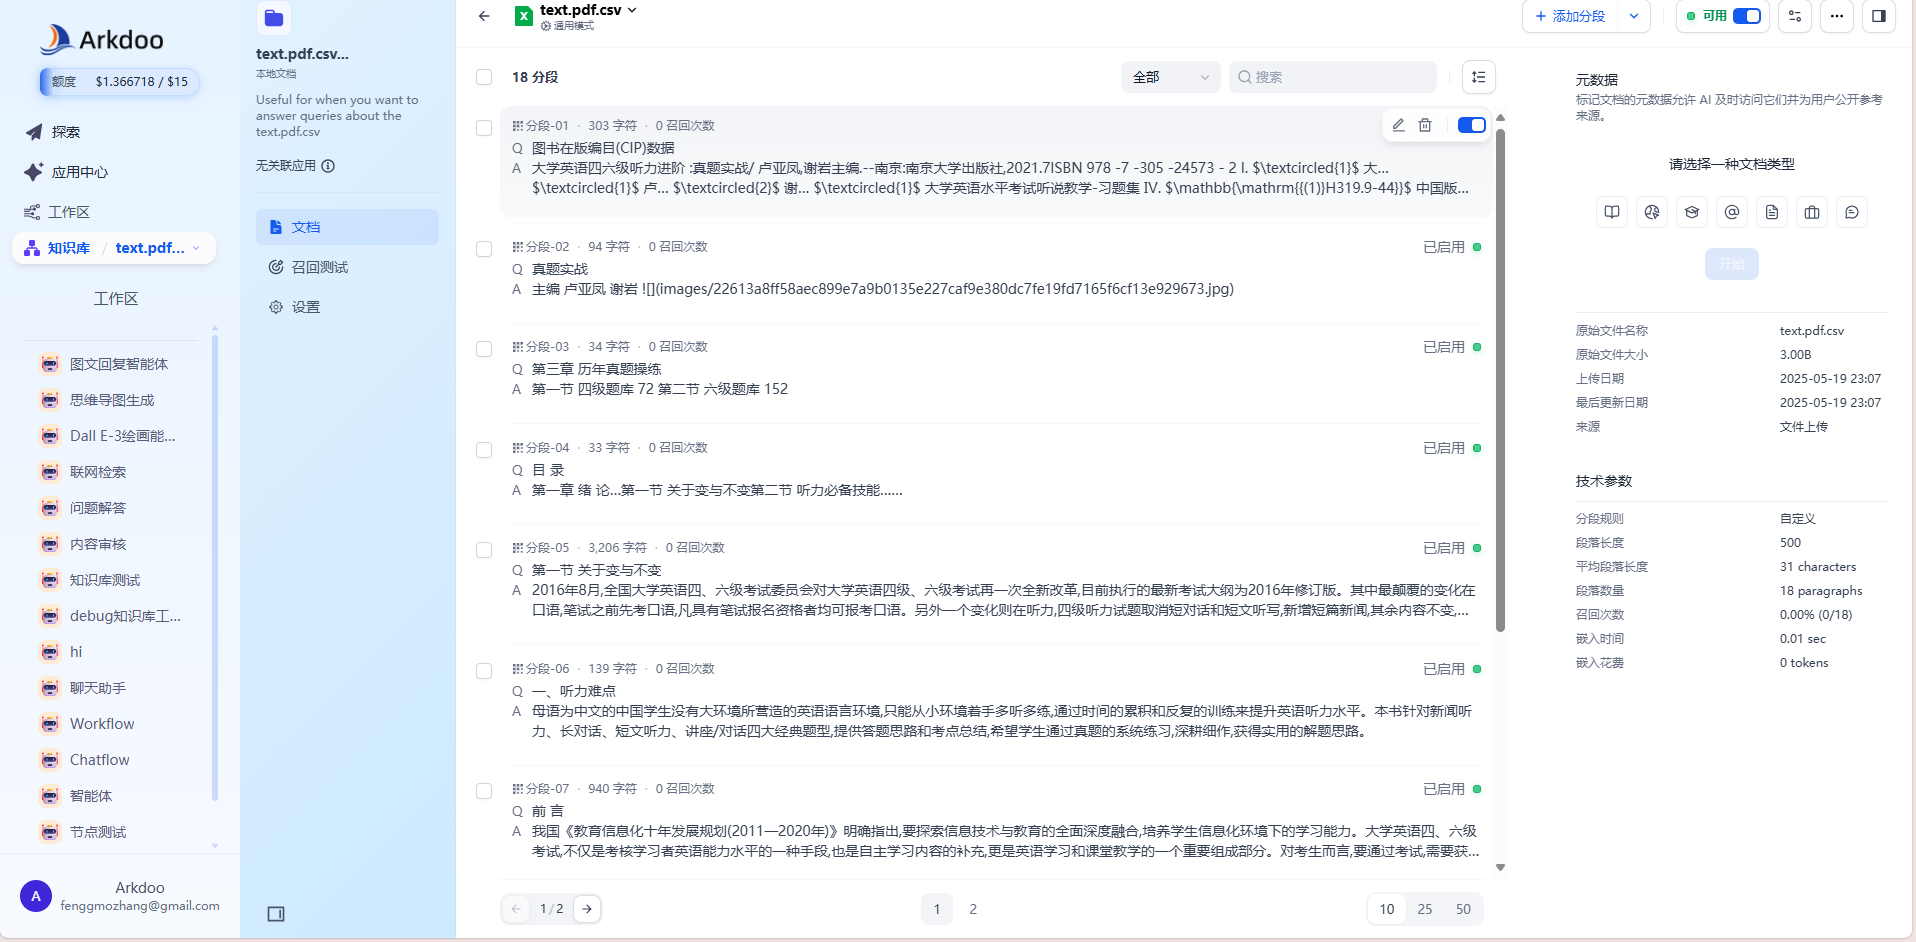 Arkdoo
额度 $1.366718 / $15
探索
应用中心
工作区
知识库 / text.pdf...
工作区
图文回复智能体
思维导图生成
Dall E-3绘画能...
联网检索
问题解答
内容审核
知识库测试
debug知识库工...
hi
聊天助手
Workflow
Chatflow
智能体
节点测试
A
Arkdoo
fenggmozhang@gmail.com
text.pdf.csv...
本地文档
Useful for when you want to
answer queries about the
text.pdf.csv
无关联应用
文档
召回测试
设置
text.pdf.csv
通用模式
添加分段
可用
18 分段
全部
搜索
分段-01 · 303 字符 · 0 召回次数
Q 图书在版编目(CIP)数据
A 大学英语四六级听力进阶 :真题实战/ 卢亚凤,谢岩主编.--南京:南京大学出版社,2021.7ISBN 978 -7 -305 -24573 - 2 I. $\textcircled{1}$ 大...
$\textcircled{1}$ 卢... $\textcircled{2}$ 谢... $\textcircled{1}$ 大学英语水平考试听说教学-习题集 IV. $\mathbb{\mathrm{{(1)}H319.9-44}}$ 中国版...
分段-02 · 94 字符 · 0 召回次数 已启用
Q 真题实战
A 主编 卢亚凤 谢岩 ![](images/22613a8ff58aec899e7a9b0135e227caf9e380dc7fe19fd7165f6cf13e929673.jpg)
分段-03 · 34 字符 · 0 召回次数 已启用
Q 第三章 历年真题操练
A 第一节 四级题库 72 第二节 六级题库 152
分段-04 · 33 字符 · 0 召回次数 已启用
Q 目 录
A 第一章 绪 论...第一节 关于变与不变第二节 听力必备技能......
分段-05 · 3,206 字符 · 0 召回次数 已启用
Q 第一节 关于变与不变
A 2016年8月,全国大学英语四、六级考试委员会对大学英语四级、六级考试再一次全新改革,目前执行的最新考试大纲为2016年修订版。其中最颠覆的变化在
口语,笔试之前先考口语,凡具有笔试报名资格者均可报考口语。另外一个变化则在听力,四级听力试题取消短对话和短文听写,新增短篇新闻,其余内容不变,...
分段-06 · 139 字符 · 0 召回次数 已启用
Q 一、听力难点
A 母语为中文的中国学生没有大环境所营造的英语语言环境,只能从小环境着手多听多练,通过时间的累积和反复的训练来提升英语听力水平。本书针对新闻听
力、长对话、短文听力、讲座/对话四大经典题型,提供答题思路和考点总结,希望学生通过真题的系统练习,深耕细作,获得实用的解题思路。
分段-07 · 940 字符 · 0 召回次数 已启用
Q 前 言
A 我国《教育信息化十年发展规划(2011—2020年)》明确指出,要探索信息技术与教育的全面深度融合,培养学生信息化环境下的学习能力。大学英语四、六级
考试,不仅是考核学习者英语能力水平的一种手段,也是自主学习内容的补充,更是英语学习和课堂教学的一个重要组成部分。对考生而言,要通过考试,需要获...
1 / 2
1 2
10 25 50
元数据
标记文档的元数据允许 AI 及时访问它们并为用户公开参考
来源。
请选择一种文档类型
开始
原始文件名称 text.pdf.csv
原始文件大小 3.00B
上传日期 2025-05-19 23:07
最后更新日期 2025-05-19 23:07
来源 文件上传
技术参数
分段规则 自定义
段落长度 500
平均段落长度 31 characters
段落数量 18 paragraphs
召回次数 0.00% (0/18)
嵌入时间 0.01 sec
嵌入花费 0 tokens